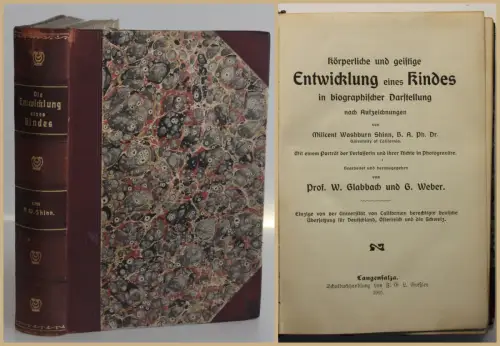 Die
Entwicklung
eines
Kindes
von
M. W. Shinn.
Körperliche und geistige
Entwicklung eines Kindes
in biographischer Darstellung
nach Aufzeichnungen
von
Milicent Washburn Shinn, B. A. Ph. Dr.
University of California.
Mit einem Porträt der Verfasserin und ihrer Nichte in Photogravüre.
Bearbeitet und herausgegeben
von
Prof. W. Glabbach und G. Weber.
Einzige von der Universität von Californien berechtigte deutsche
Übersetzung für Deutschland, Österreich und die Schweiz.
Langensalza.
Schulbuchhandlung von F. G. L. Greßler.